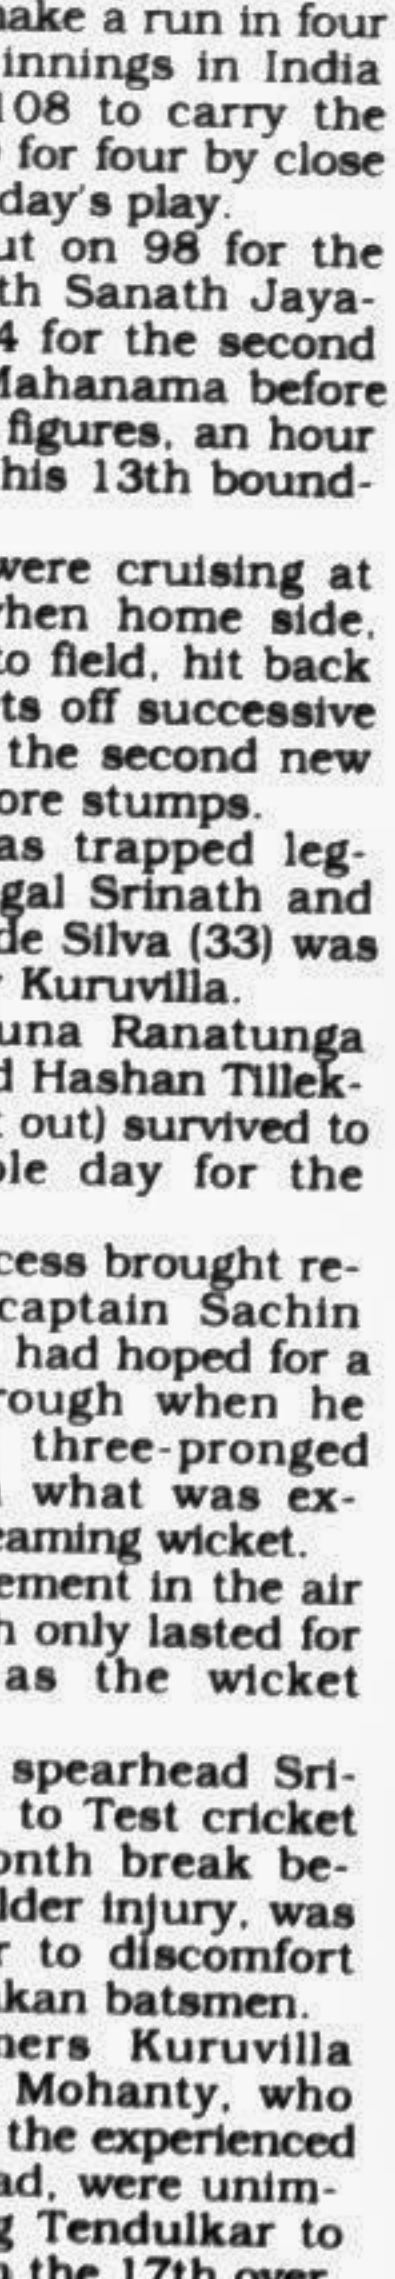 make a run in four
innings in India
108 to carry the
for four by close
day's play.
ut on 98 for the
th Sanath Jaya-
4 for the second
Mahanama before
figures, an hour
his 13th bound-
were cruising at
when home side,
to field, hit back
ts off successive
the second new
ore stumps.
as trapped leg-
gal Srinath and
de Silva (33) was
Kuruvilla.
una Ranatunga
d Hashan Tillek-
out) survived to
ble day for the
cess brought re-
captain Sachin
had hoped for a
rough when he
three-pronged
what was ex-
eaming wicket.
ement in the air
h only lasted for
as the wicket
spearhead Sri-
to Test cricket
onth break be-
lder injury, was
r to discomfort
kan batsmen.
ners Kuruvilla
Mohanty, who
the experienced
ad, were unim-
g Tendulkar to
n the 17th over